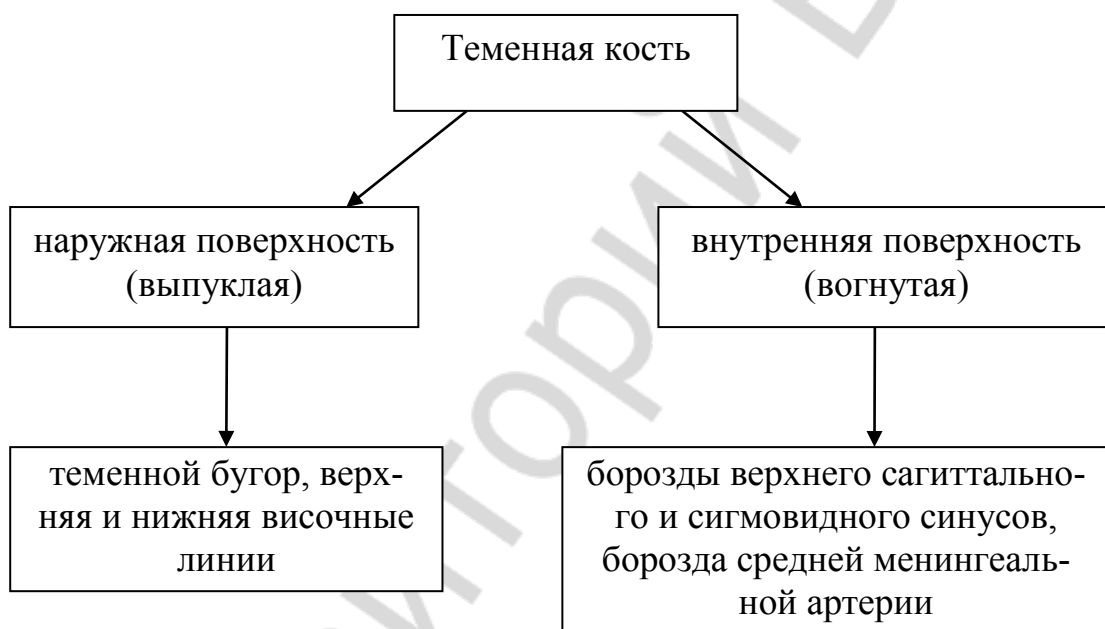 Теменная кость
наружная поверхность
(выпуклая)
внутренняя поверхность
(вогнутая)
теменной бугор, верх-
няя и нижняя височные
линии
борозды верхнего сагиттально-
го и сигмовидного синусов,
борозда средней менингеаль-
ной артерии